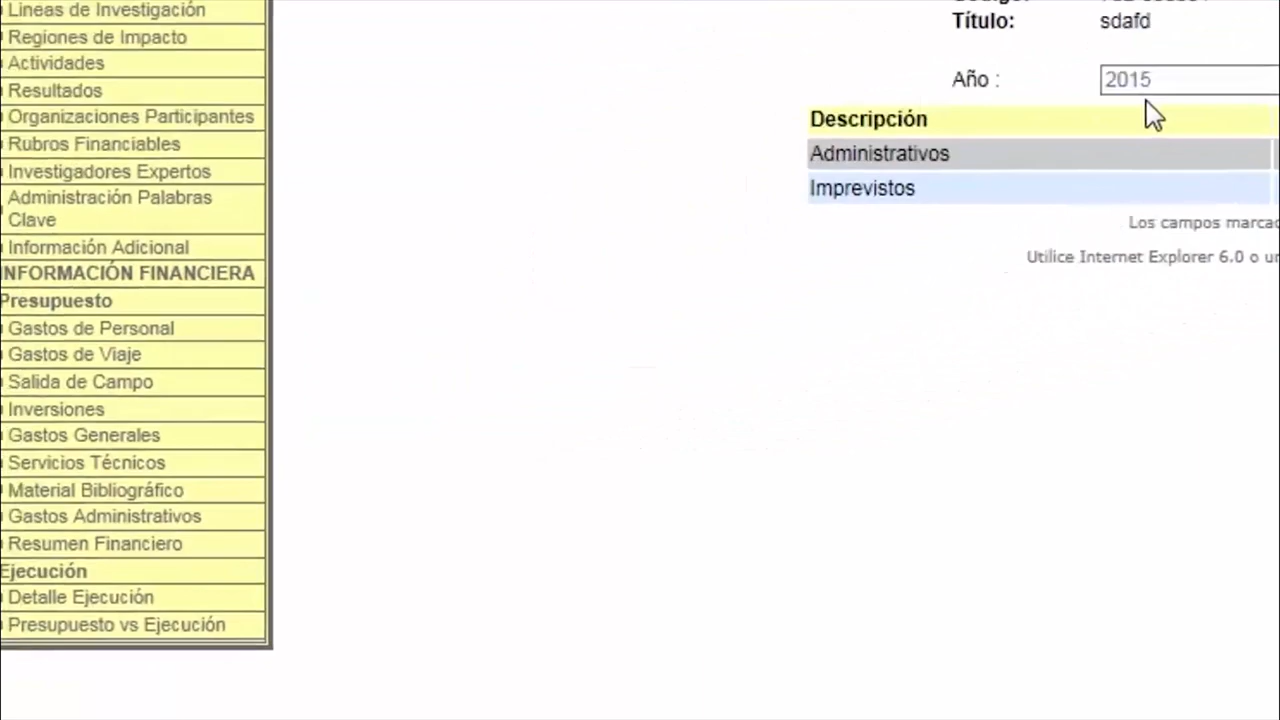 Lineas de Investigación
Regiones de Impacto
Actividades
Resultados
Organizaciones Participantes
Rubros Financiables
Investigadores Expertos
Administración Palabras
Clave
Información Adicional
INFORMACIÓN FINANCIERA
Presupuesto
Gastos de Personal
Gastos de Viaje
Salida de Campo
Inversiones
Gastos Generales
Servicios Técnicos
Material Bibliográfico
Gastos Administrativos
Resumen Financiero
Ejecución
Detalle Ejecución
Presupuesto vs Ejecución
Título: sdafd
Año : 2015
Descripción
Administrativos
Imprevistos
Los campos marcad
Utilice Internet Explorer 6.0 o un